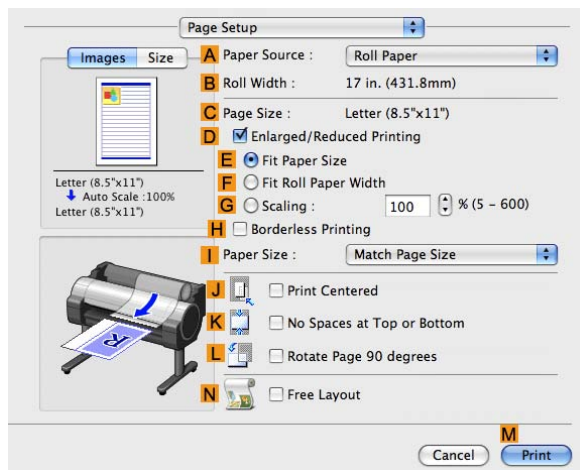 Page Setup
Images Size
A Paper Source : Roll Paper
B Roll Width : 17 in. (431.8mm)
C Page Size : Letter (8.5"x11")
D Enlarged/Reduced Printing
E Fit Paper Size
F Fit Roll Paper Width
G Scaling : 100 % (5 - 600)
H Borderless Printing
I Paper Size : Match Page Size
J Print Centered
K No Spaces at Top or Bottom
L Rotate Page 90 degrees
N Free Layout
Letter (8.5"x11")
Auto Scale :100%
Letter (8.5"x11")
R
M
Cancel Print